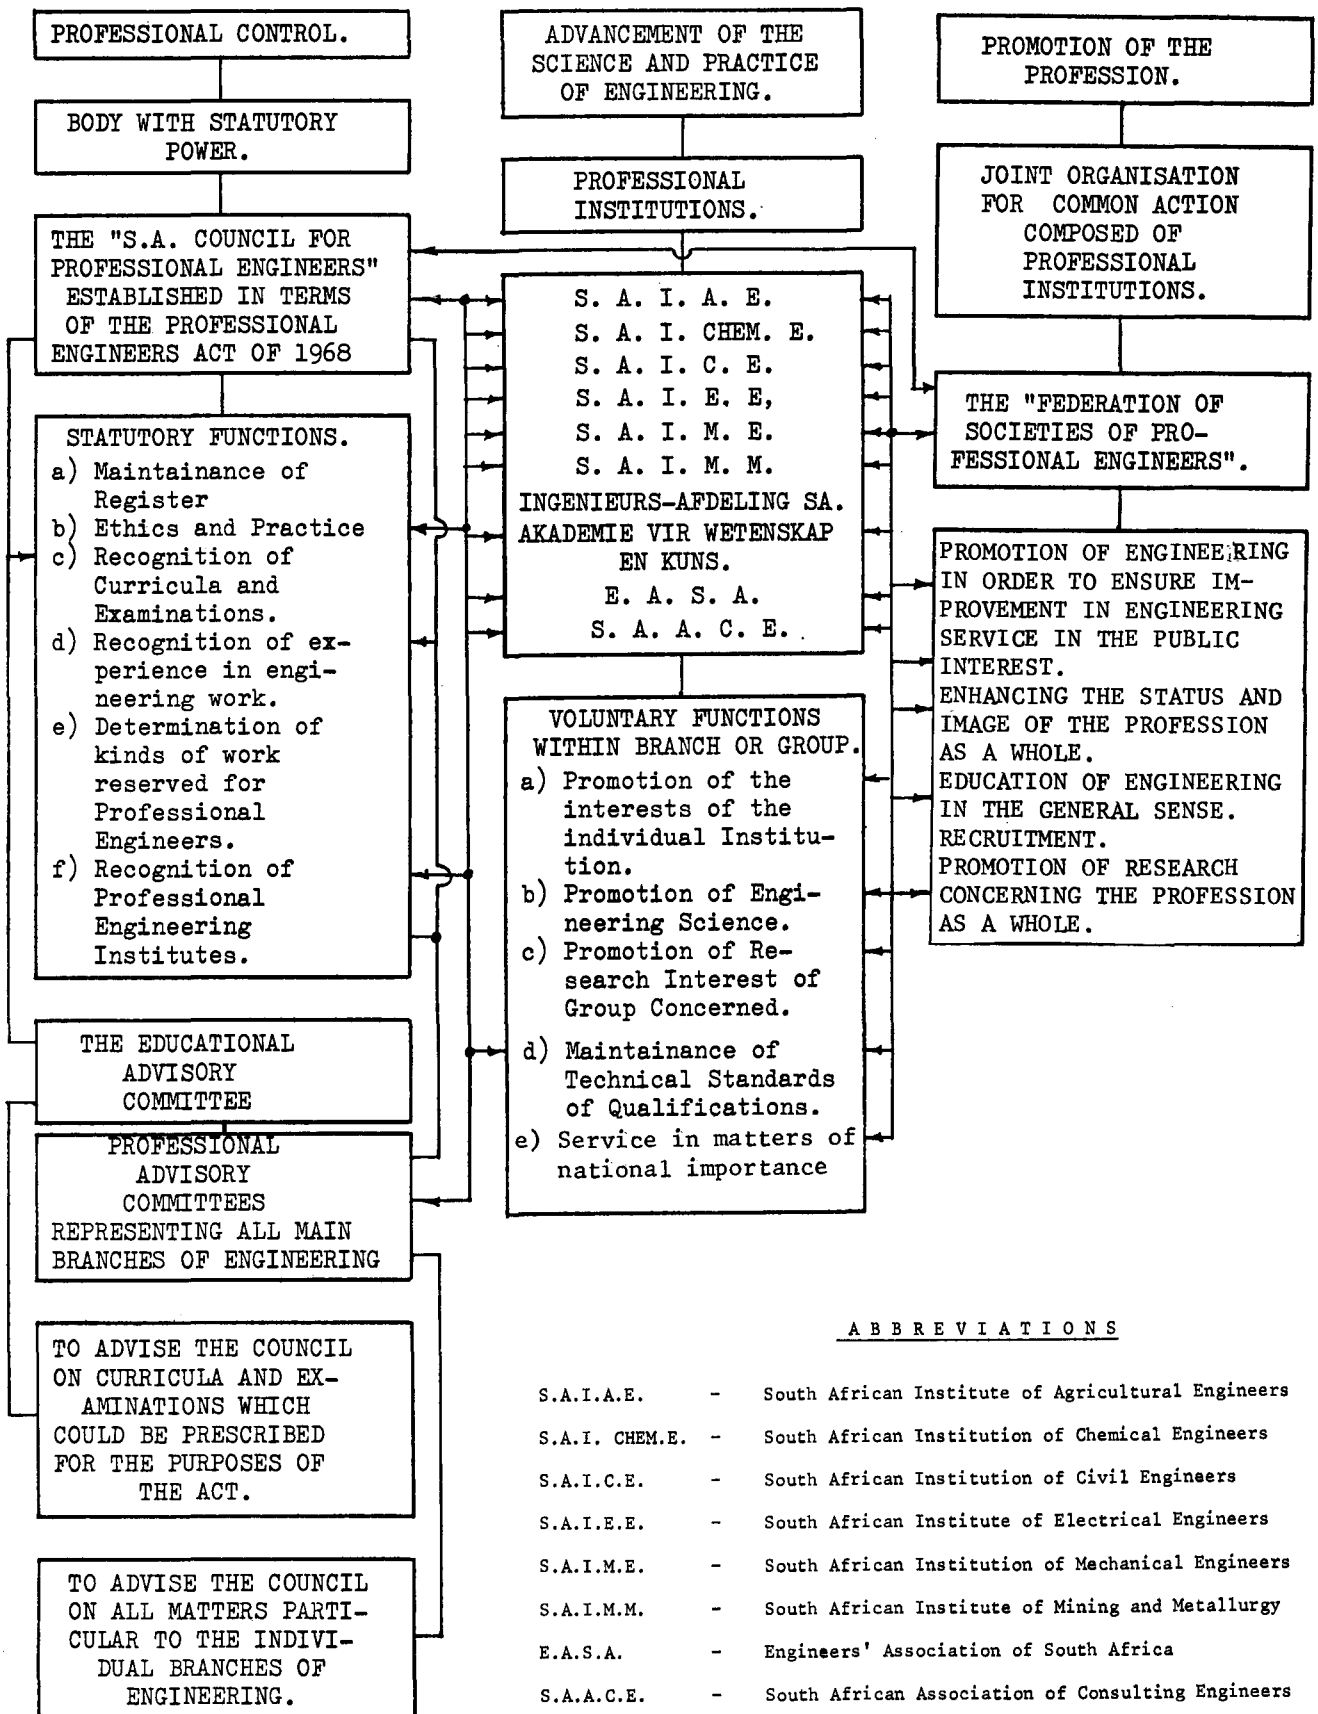 PROFESSIONAL CONTROL.
BODY WITH STATUTORY
POWER.
THE "S.A. COUNCIL FOR
PROFESSIONAL ENGINEERS"
ESTABLISHED IN TERMS
OF THE PROFESSIONAL
ENGINEERS ACT OF 1968
STATUTORY FUNCTIONS.
a) Maintainance of
Register
b) Ethics and Practice
c) Recognition of
Curricula and
Examinations.
d) Recognition of ex-
perience in engi-
neering work.
e) Determination of
kinds of work
reserved for
Professional
Engineers.
f) Recognition of
Professional
Engineering
Institutes.
THE EDUCATIONAL
ADVISORY
COMMITTEE
PROFESSIONAL
ADVISORY
COMMITTEES
REPRESENTING ALL MAIN
BRANCHES OF ENGINEERING
TO ADVISE THE COUNCIL
ON CURRICULA AND EX-
AMINATIONS WHICH
COULD BE PRESCRIBED
FOR THE PURPOSES OF
THE ACT.
TO ADVISE THE COUNCIL
ON ALL MATTERS PARTI-
CULAR TO THE INDIVI-
DUAL BRANCHES OF
ENGINEERING.
ADVANCEMENT OF THE
SCIENCE AND PRACTICE
OF ENGINEERING.
PROFESSIONAL
INSTITUTIONS.
S. A. I. A. E.
S. A. I. CHEM. E.
S. A. I. C. E.
S. A. I. E. E,
S. A. I. M. E.
S. A. I. M. M.
INGENIEURS-AFDELING SA.
AKADEMIE VIR WETENSKAP
EN KUNS.
E. A. S. A.
S. A. A. C. E.
VOLUNTARY FUNCTIONS
WITHIN BRANCH OR GROUP.
a) Promotion of the
interests of the
individual Institu-
tion.
b) Promotion of Engi-
neering Science.
c) Promotion of Re-
search Interest of
Group Concerned.
d) Maintainance of
Technical Standards
of Qualifications.
e) Service in matters of
national importance
PROMOTION OF THE
PROFESSION.
JOINT ORGANISATION
FOR COMMON ACTION
COMPOSED OF
PROFESSIONAL
INSTITUTIONS.
THE "FEDERATION OF
SOCIETIES OF PRO-
FESSIONAL ENGINEERS".
PROMOTION OF ENGINEERING
IN ORDER TO ENSURE IM-
PROVEMENT IN ENGINEERING
SERVICE IN THE PUBLIC
INTEREST.
ENHANCING THE STATUS AND
IMAGE OF THE PROFESSION
AS A WHOLE.
EDUCATION OF ENGINEERING
IN THE GENERAL SENSE.
RECRUITMENT.
PROMOTION OF RESEARCH
CONCERNING THE PROFESSION
AS A WHOLE.
ABBREVIATIONS
S.A.I.A.E. - South African Institute of Agricultural Engineers
S.A.I. CHEM.E. - South African Institution of Chemical Engineers
S.A.I.C.E. - South African Institution of Civil Engineers
S.A.I.E.E. - South African Institute of Electrical Engineers
S.A.I.M.E. - South African Institution of Mechanical Engineers
S.A.I.M.M. - South African Institute of Mining and Metallurgy
E.A.S.A. - Engineers' Association of South Africa
S.A.A.C.E. - South African Association of Consulting Engineers